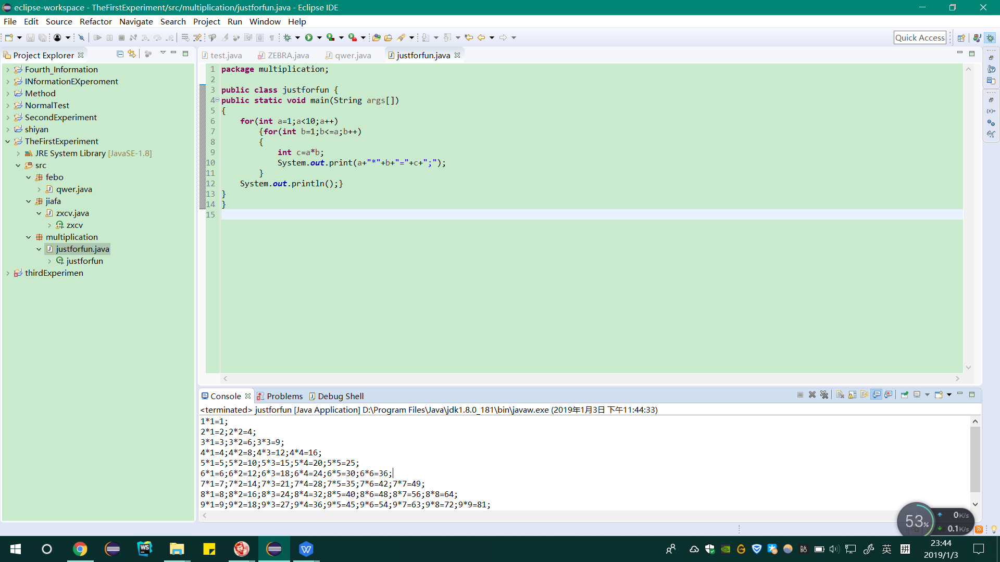 eclipse-workspace - TheFirstExperiment/src/multiplication/justforfun.java - Eclipse IDE
File Edit Source Refactor Navigate Search Project Run Window Help
Quick Access
Project Explorer
Fourth_Information
INformationEXperoment
Method
NormalTest
SecondExperiment
shiyan
TheFirstExperiment
JRE System Library [JavaSE-1.8]
src
febo
qwer.java
jiafa
zxcv.java
zxcv
multiplication
justforfun.java
justforfun
thirdExperimen
test.java ZEBRA.java qwer.java justforfun.java
1 package multiplication;
2
3 public class justforfun {
4 public static void main(String args[])
5 {
6 for(int a=1;a<10;a++)
7 {for(int b=1;b<=a;b++)
8 {
9 int c=a*b;
10 System.out.print(a+"*"+b+"="+c+";");
11 }
12 System.out.println();}
13 }
14 }
15
Console Problems Debug Shell
<terminated> justforfun [Java Application] D:\Program Files\Java\jdk1.8.0_181\bin\javaw.exe (2019年1月3日 下午11:44:33)
1*1=1;
2*1=2;2*2=4;
3*1=3;3*2=6;3*3=9;
4*1=4;4*2=8;4*3=12;4*4=16;
5*1=5;5*2=10;5*3=15;5*4=20;5*5=25;
6*1=6;6*2=12;6*3=18;6*4=24;6*5=30;6*6=36;
7*1=7;7*2=14;7*3=21;7*4=28;7*5=35;7*6=42;7*7=49;
8*1=8;8*2=16;8*3=24;8*4=32;8*5=40;8*6=48;8*7=56;8*8=64;
9*1=9;9*2=18;9*3=27;9*4=36;9*5=45;9*6=54;9*7=63;9*8=72;9*9=81;
53%
0K/s
0.1K/s
WS
英
拼
23:44
2019/1/3